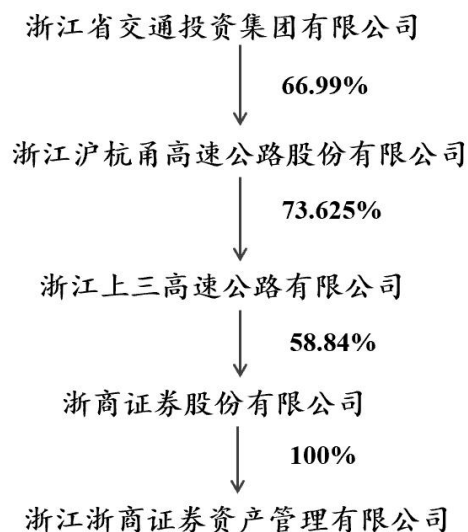 浙江省交通投资集团有限公司
66.99%
浙江沪杭甬高速公路股份有限公司
73.625%
浙江上三高速公路有限公司
58.84%
浙商证券股份有限公司
100%
浙江浙商证券资产管理有限公司